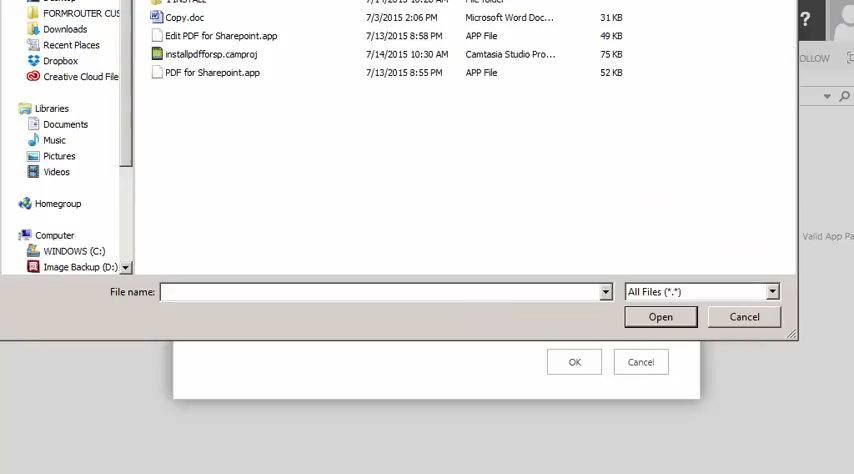 FORMROUTER CUS
Downloads
Recent Places
Dropbox
Creative Cloud File
Libraries
Documents
Music
Pictures
Videos
Homegroup
Computer
WINDOWS (C:)
Image Backup (D:)
Copy.doc 7/3/2015 2:06 PM Microsoft Word Doc... 31 KB
Edit PDF for Sharepoint.app 7/13/2015 8:58 PM APP File 49 KB
installpdfforsp.camproj 7/14/2015 10:30 AM Camtasia Studio Pro... 75 KB
PDF for Sharepoint.app 7/13/2015 8:55 PM APP File 52 KB
?
OLLOW
Valid App Pa
File name: All Files (*.*)
Open Cancel
OK Cancel